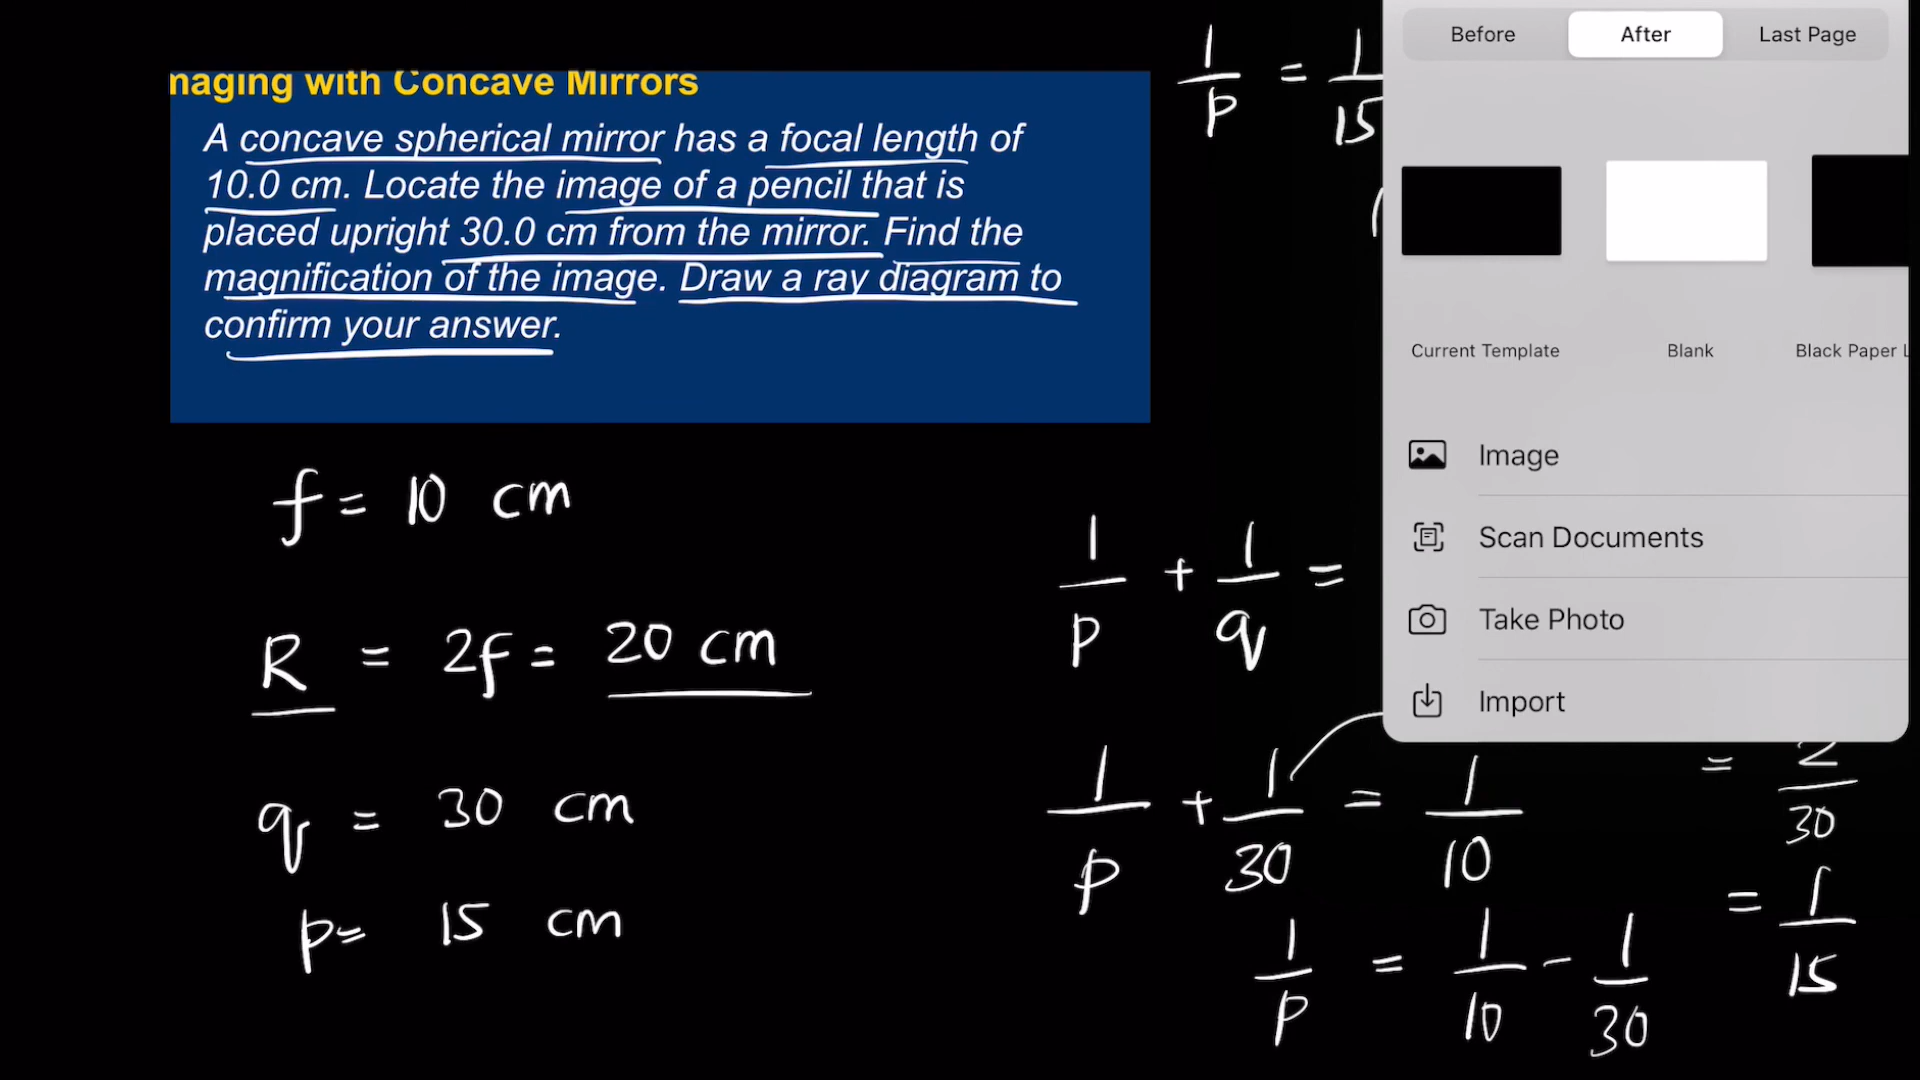 maging with Concave Mirrors
A concave spherical mirror has a focal length of
10.0 cm. Locate the image of a pencil that is
placed upright 30.0 cm from the mirror. Find the
magnification of the image. Draw a ray diagram to
confirm your answer.
f = 10 cm
R = 2f = 20 cm
q = 30 cm
p = 15 cm
1/p = 1/15
1/p + 1/q =
1/p + 1/30 = 1/10
1/p = 1/10 - 1/30
= 2/30
= 1/15
Before After Last Page
Current Template Blank Black Paper L
Image
Scan Documents
Take Photo
Import